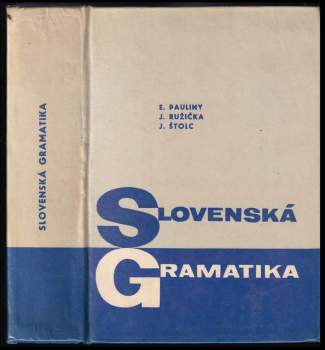 SLOVENSKÁ GRAMATIKA
E. PAULINY
J. RUŽIČKA
J. ŠTOLC
SLOVENSKÁ
GRAMATIKA